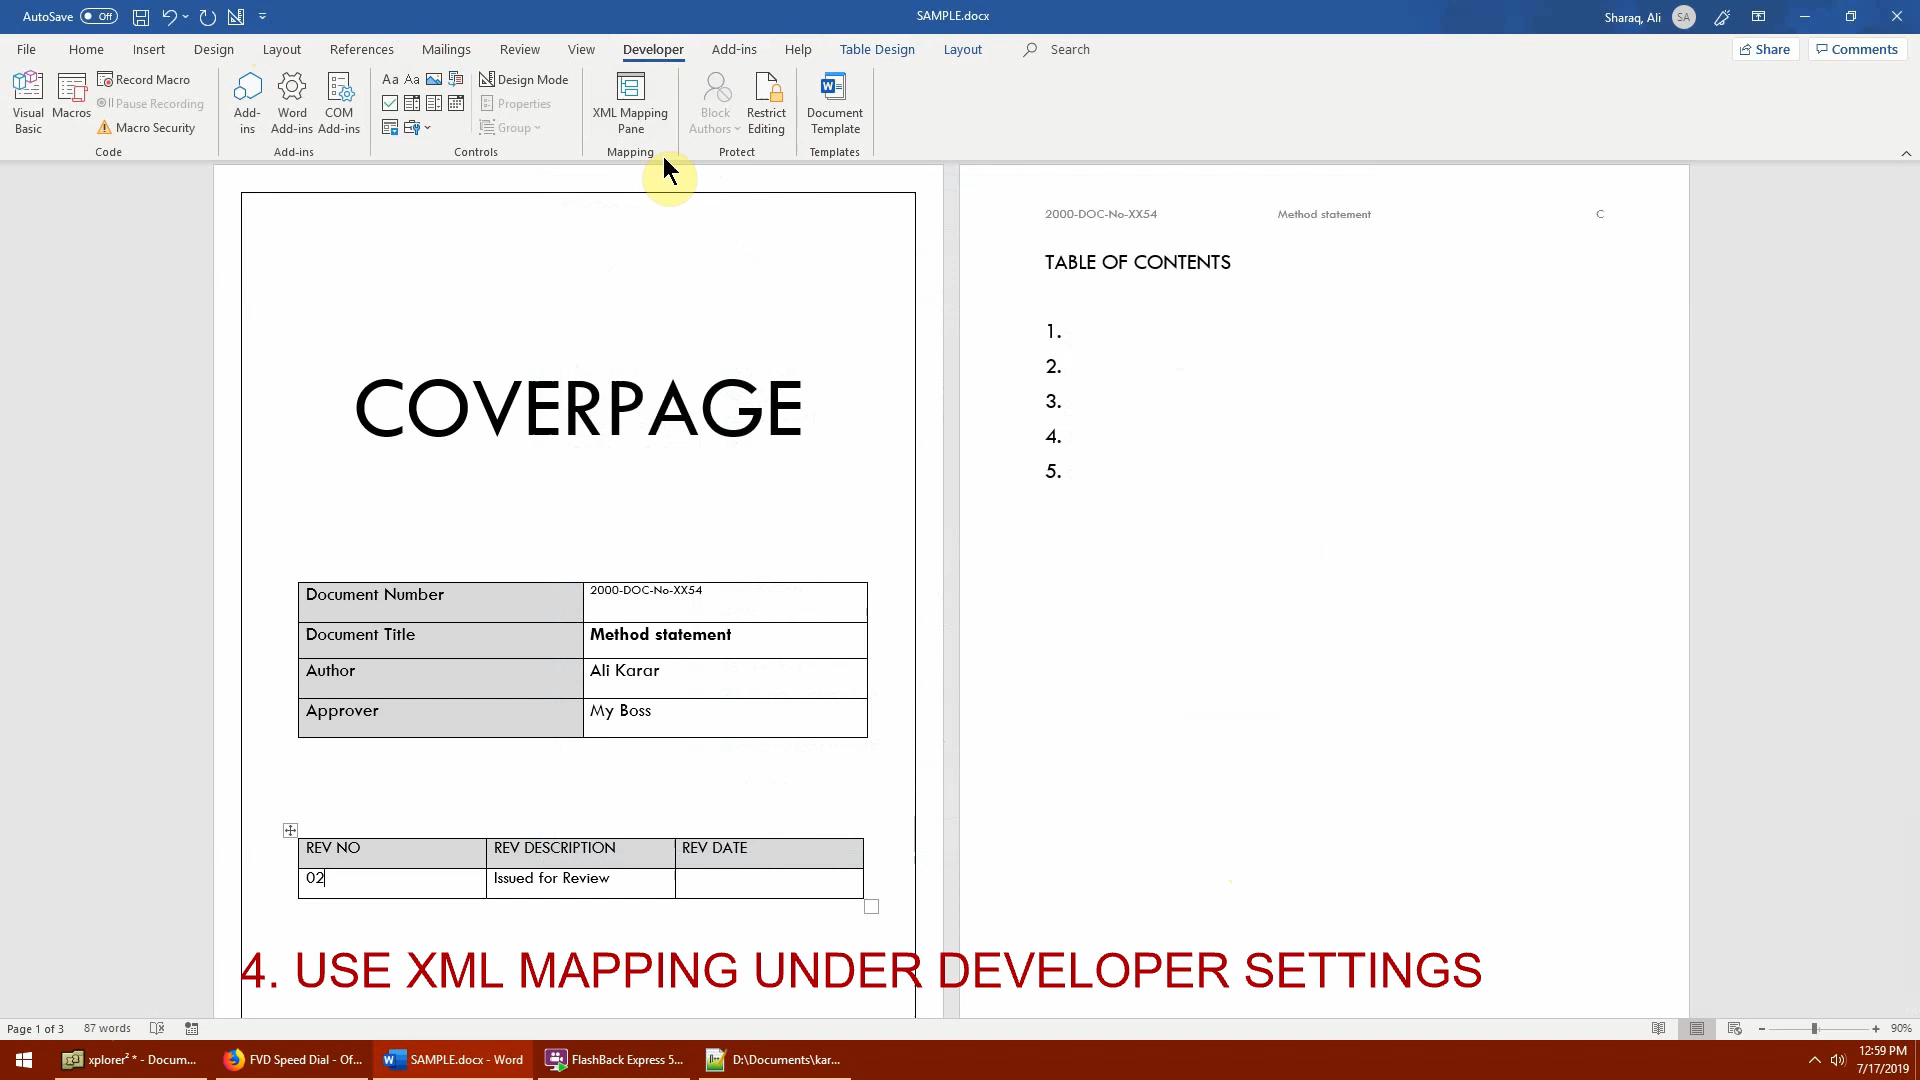 AutoSave Off
SAMPLE.docx
Sharaq, Ali SA
File Home Insert Design Layout References Mailings Review View Developer Add-ins Help Table Design Layout Search
Share Comments
Visual Basic
Macros
Record Macro
Pause Recording
Macro Security
Code
Add-ins
Word Add-ins
COM Add-ins
Add-ins
Aa Aa
Design Mode
Properties
Group
Controls
XML Mapping Pane
Mapping
Block Authors
Restrict Editing
Protect
Document Template
Templates
COVERPAGE
Document Number 2000-DOC-No-XX54
Document Title Method statement
Author Ali Karar
Approver My Boss
REV NO REV DESCRIPTION REV DATE
02 Issued for Review
2000-DOC-No-XX54 Method statement C
TABLE OF CONTENTS
1.
2.
3.
4.
5.
4. USE XML MAPPING UNDER DEVELOPER SETTINGS
Page 1 of 3 87 words
90%
xplorer² * - Docum...
FVD Speed Dial - Of...
SAMPLE.docx - Word
FlashBack Express 5...
D:\Documents\kar...
12:59 PM
7/17/2019